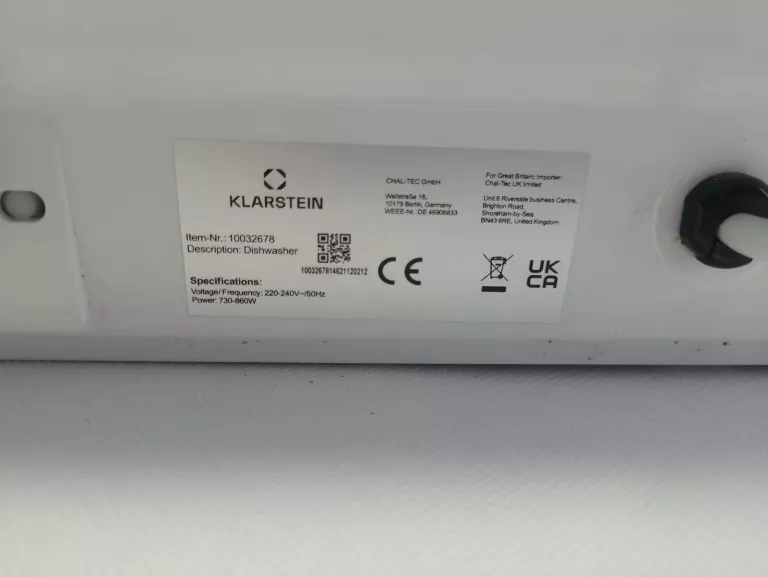 KLARSTEIN
Item-Nr.: 10032678
Description: Dishwasher
1003267814621120212
Specifications:
Voltage/ Frequency: 220-240V~/50Hz
Power: 730-860W
CHAL-TEC GmbH
Wallstraße 16,
10179 Berlin, Germany
WEEE-Nr.: DE 46906833
CE
For Great Britain: Importer:
Chal-Tec UK limited
Unit 6 Riverside business Centre,
Brighton Road,
Shoreham-by-Sea.
BN43 6RE, United Kingdom
UK
CA